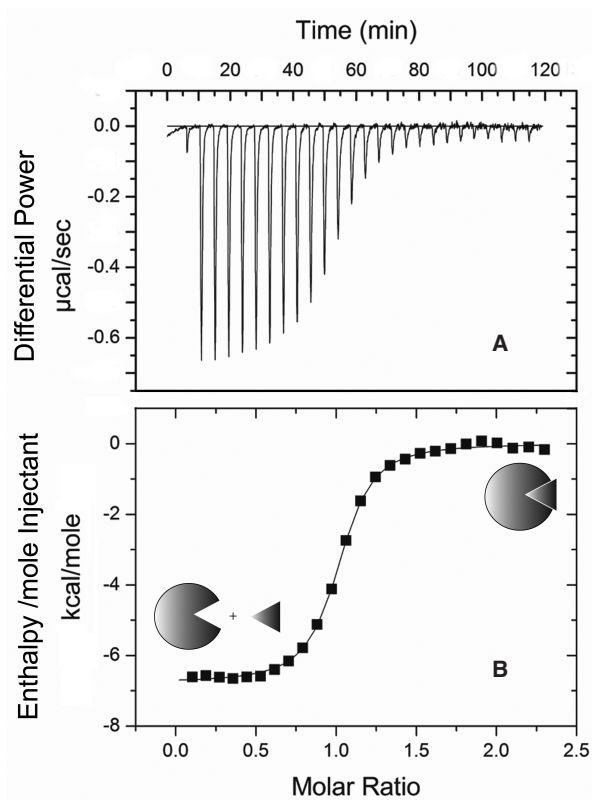 Time (min)
0 20 40 60 80 100 120
0.0
-0.2
-0.4
-0.6
Differential Power
µcal/sec
A
0
-2
-4
-6
-8
Enthalpy /mole Injectant
kcal/mole
+
B
0.0 0.5 1.0 1.5 2.0 2.5
Molar Ratio